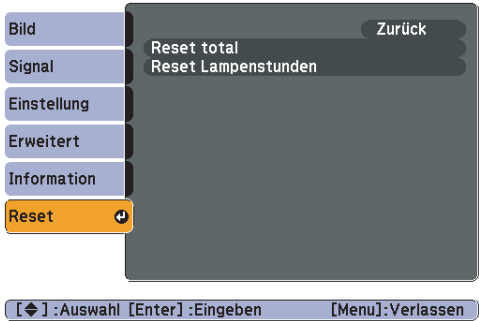 Bild
Signal
Einstellung
Erweitert
Information
Reset
Zurück
Reset total
Reset Lampenstunden
[◆] :Auswahl [Enter] :Eingeben [Menu]:Verlassen